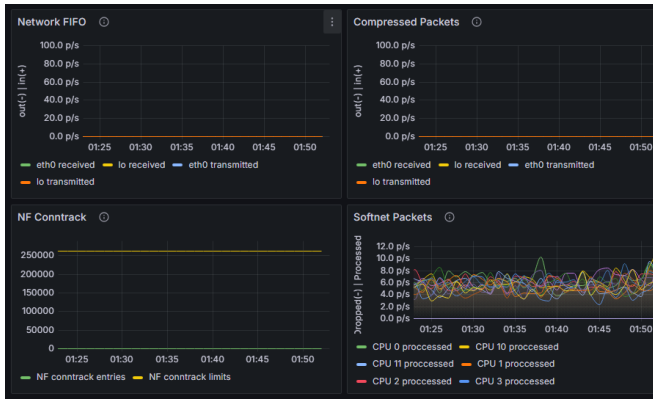 Network FIFO
100.0 p/s
80.0 p/s
60.0 p/s
40.0 p/s
20.0 p/s
0.0 p/s
out(-) | in(+)
01:25 01:30 01:35 01:40 01:45 01:50
eth0 received lo received eth0 transmitted
lo transmitted
Compressed Packets
100.0 p/s
80.0 p/s
60.0 p/s
40.0 p/s
20.0 p/s
0.0 p/s
out(-) | in(+)
01:25 01:30 01:35 01:40 01:45 01:50
eth0 received lo received eth0 transmitted
lo transmitted
NF Conntrack
250000
200000
150000
100000
50000
0
01:25 01:30 01:35 01:40 01:45 01:50
NF conntrack entries NF conntrack limits
Softnet Packets
12.0 p/s
10.0 p/s
8.0 p/s
6.0 p/s
4.0 p/s
2.0 p/s
0.0 p/s
Dropped(-) | Processed
01:25 01:30 01:35 01:40 01:45 01:50
CPU 0 proccessed CPU 10 proccessed
CPU 11 proccessed CPU 1 proccessed
CPU 2 proccessed CPU 3 proccessed